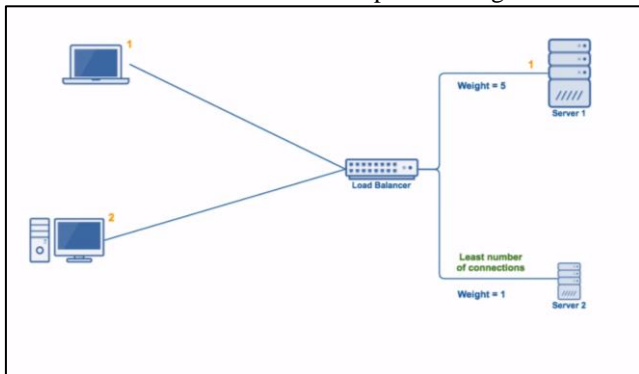 1
1
Weight = 5
Server 1
Load Balancer
2
Least number
of connections
Weight = 1
Server 2